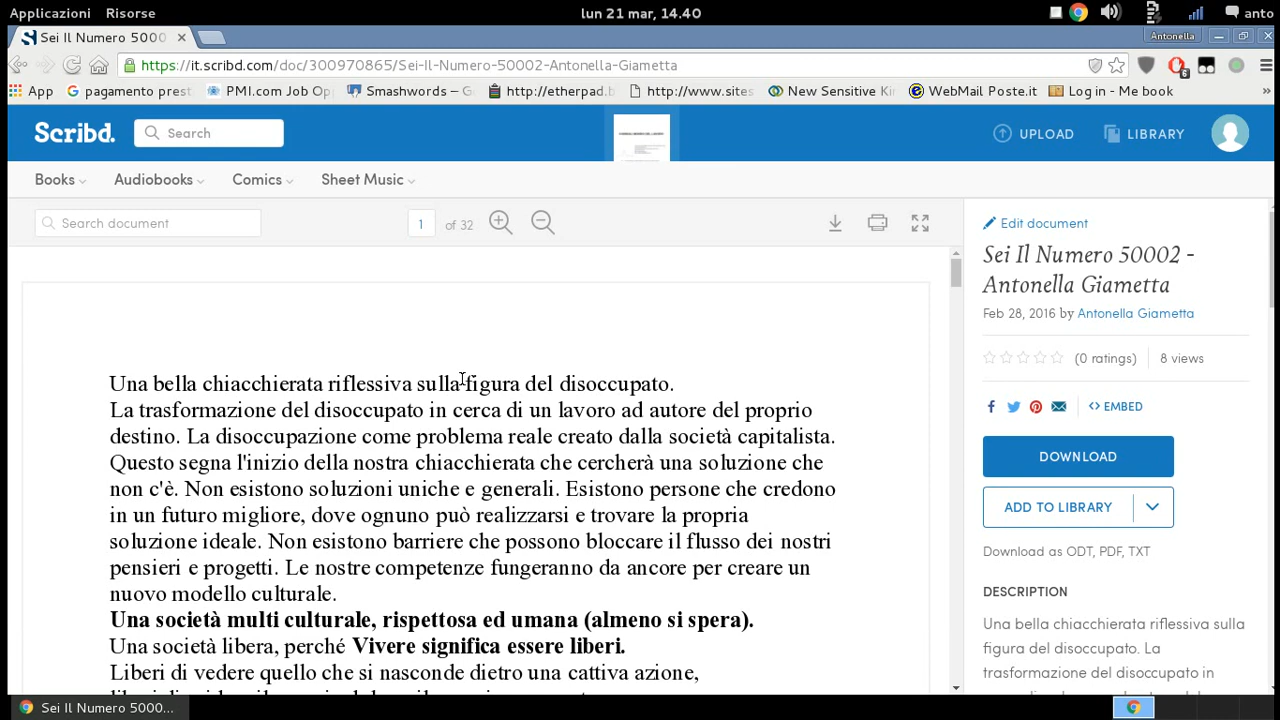 Applicazioni Risorse lun 21 mar, 14.40 anto
Sei Il Numero 5000 Antonella
https://it.scribd.com/doc/300970865/Sei-Il-Numero-50002-Antonella-Giametta 6
App pagamento prest PMI.com Job Op Smashwords – G http://etherpad.b http://www.sites New Sensitive Ki WebMail Poste.it Log in - Me book
Scribd. Search UPLOAD LIBRARY
Books Audiobooks Comics Sheet Music
Search document 1 of 32
Una bella chiacchierata riflessiva sulla figura del disoccupato.
La trasformazione del disoccupato in cerca di un lavoro ad autore del proprio
destino. La disoccupazione come problema reale creato dalla società capitalista.
Questo segna l'inizio della nostra chiacchierata che cercherà una soluzione che
non c'è. Non esistono soluzioni uniche e generali. Esistono persone che credono
in un futuro migliore, dove ognuno può realizzarsi e trovare la propria
soluzione ideale. Non esistono barriere che possono bloccare il flusso dei nostri
pensieri e progetti. Le nostre competenze fungeranno da ancore per creare un
nuovo modello culturale.
Una società multi culturale, rispettosa ed umana (almeno si spera).
Una società libera, perché Vivere significa essere liberi.
Liberi di vedere quello che si nasconde dietro una cattiva azione,
Edit document
Sei Il Numero 50002 -
Antonella Giametta
Feb 28, 2016 by Antonella Giametta
(0 ratings) 8 views
EMBED
DOWNLOAD
ADD TO LIBRARY
Download as ODT, PDF, TXT
DESCRIPTION
Una bella chiacchierata riflessiva sulla
figura del disoccupato. La
trasformazione del disoccupato in
Sei Il Numero 5000...